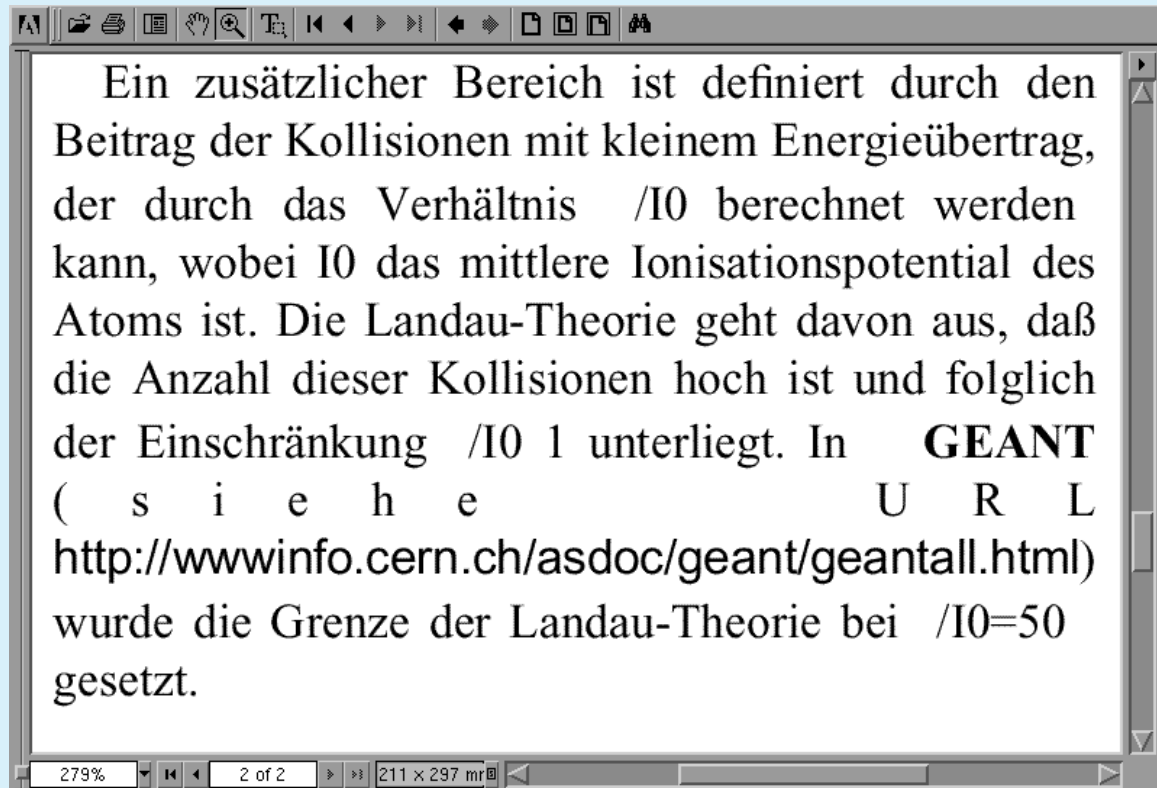 Ein zusätzlicher Bereich ist definiert durch den
Beitrag der Kollisionen mit kleinem Energieübertrag,
der durch das Verhältnis /I0 berechnet werden
kann, wobei I0 das mittlere Ionisationspotential des
Atoms ist. Die Landau-Theorie geht davon aus, daß
die Anzahl dieser Kollisionen hoch ist und folglich
der Einschränkung /I0 1 unterliegt. In GEANT
( s i e h e U R L
http://wwwinfo.cern.ch/asdoc/geant/geantall.html)
wurde die Grenze der Landau-Theorie bei /I0=50
gesetzt.
279% 2 of 2 211 x 297 mr